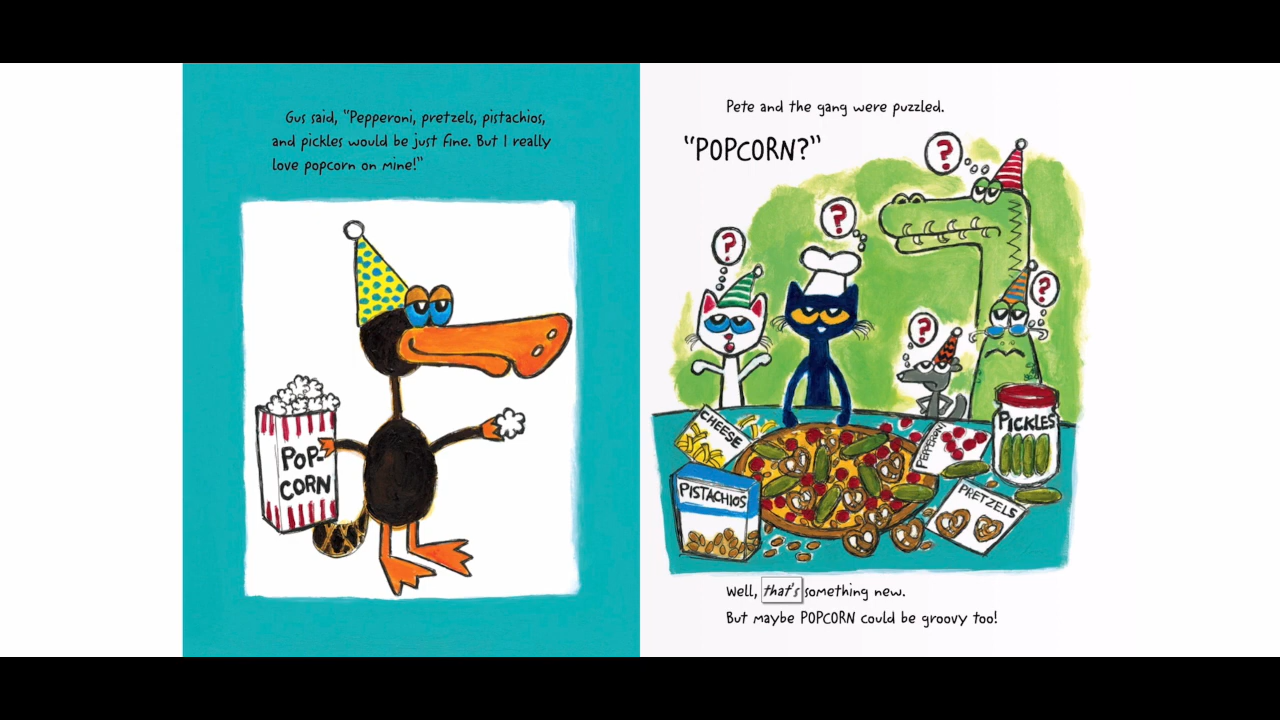 Gus said, "Pepperoni, pretzels, pistachios,
and pickles would be just fine. But I really
love popcorn on mine!"
POP-
CORN
Pete and the gang were puzzled.
"POPCORN?"
?
?
?
?
?
CHEESE
PEPPERONI
PICKLES
PISTACHIOS
PRETZELS
Well, that's something new.
But maybe POPCORN could be groovy too!